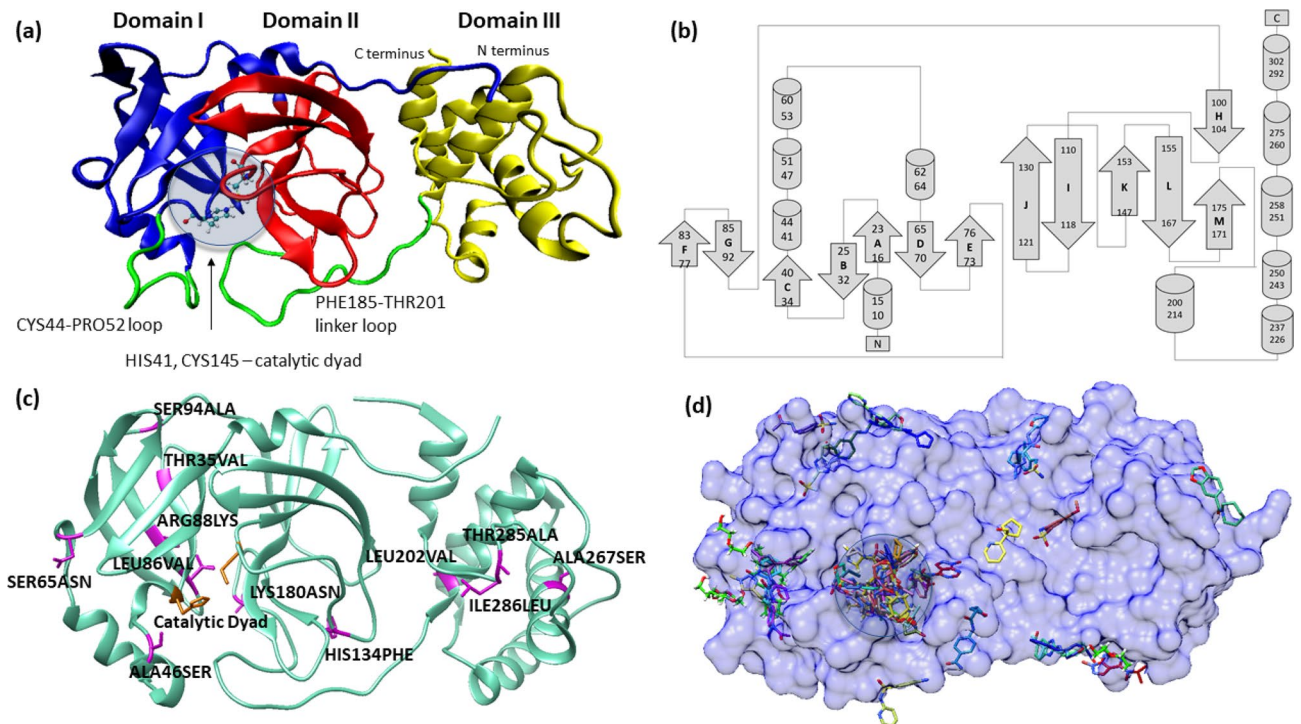 (a)
Domain I
Domain II
Domain III
C terminus
N terminus
CYS44-PRO52 loop
PHE185-THR201
linker loop
HIS41, CYS145 – catalytic dyad
(b)
C
302
292
60
53
100
H
104
275
260
51
47
62
64
130
J
121
110
I
118
153
K
147
155
L
167
175
M
171
258
251
44
41
83
F
77
85
G
92
23
A
16
65
D
70
76
E
73
25
B
32
40
C
34
250
243
15
10
200
214
237
226
N
(c)
SER94ALA
THR35VAL
ARG88LYS
LEU86VAL
SER65ASN
LYS180ASN
Catalytic Dyad
ALA46SER
HIS134PHE
LEU202VAL
THR285ALA
ALA267SER
ILE286LEU
(d)